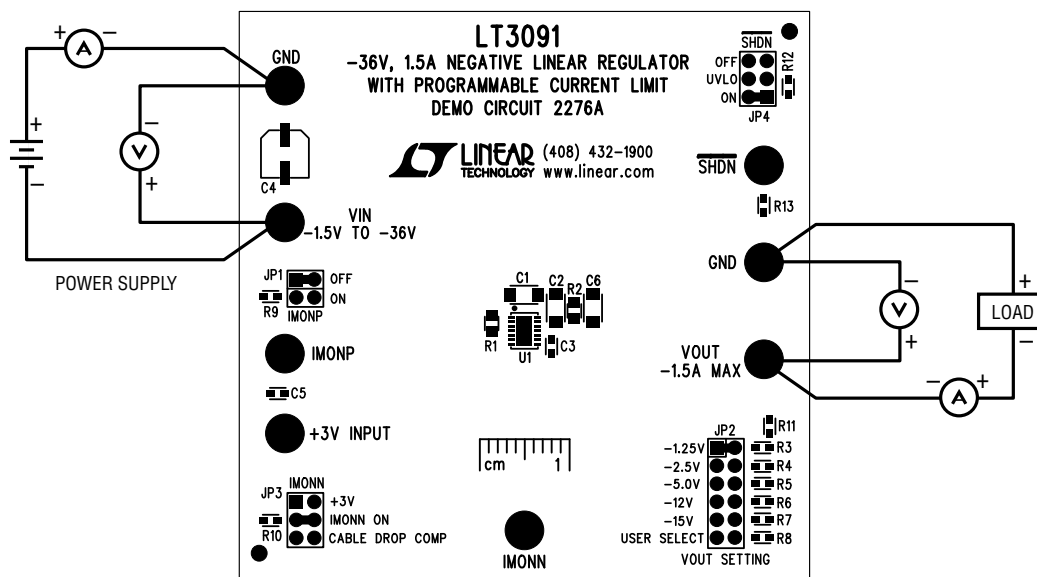 LT3091
-36V, 1.5A NEGATIVE LINEAR REGULATOR
WITH PROGRAMMABLE CURRENT LIMIT
DEMO CIRCUIT 2276A
LINEAR
TECHNOLOGY
(408) 432-1900
www.linear.com
+ A -
GND
-
V
+
+
-
C4
VIN
-1.5V TO -36V
POWER SUPPLY
JP1
OFF
ON
R9
IMONP
IMONP
C5
+3V INPUT
IMONN
JP3
+3V
IMONN ON
R10
CABLE DROP COMP
SHDN
OFF
UVLO
ON
R12
JP4
SHDN
R13
GND
VOUT
-1.5A MAX
-
V
+
+
LOAD
-
- A +
C1
C2
R2
C6
R1
U1
C3
cm
1
IMONN
R11
JP2
-1.25V
R3
-2.5V
R4
-5.0V
R5
-12V
R6
-15V
R7
USER SELECT
R8
VOUT SETTING